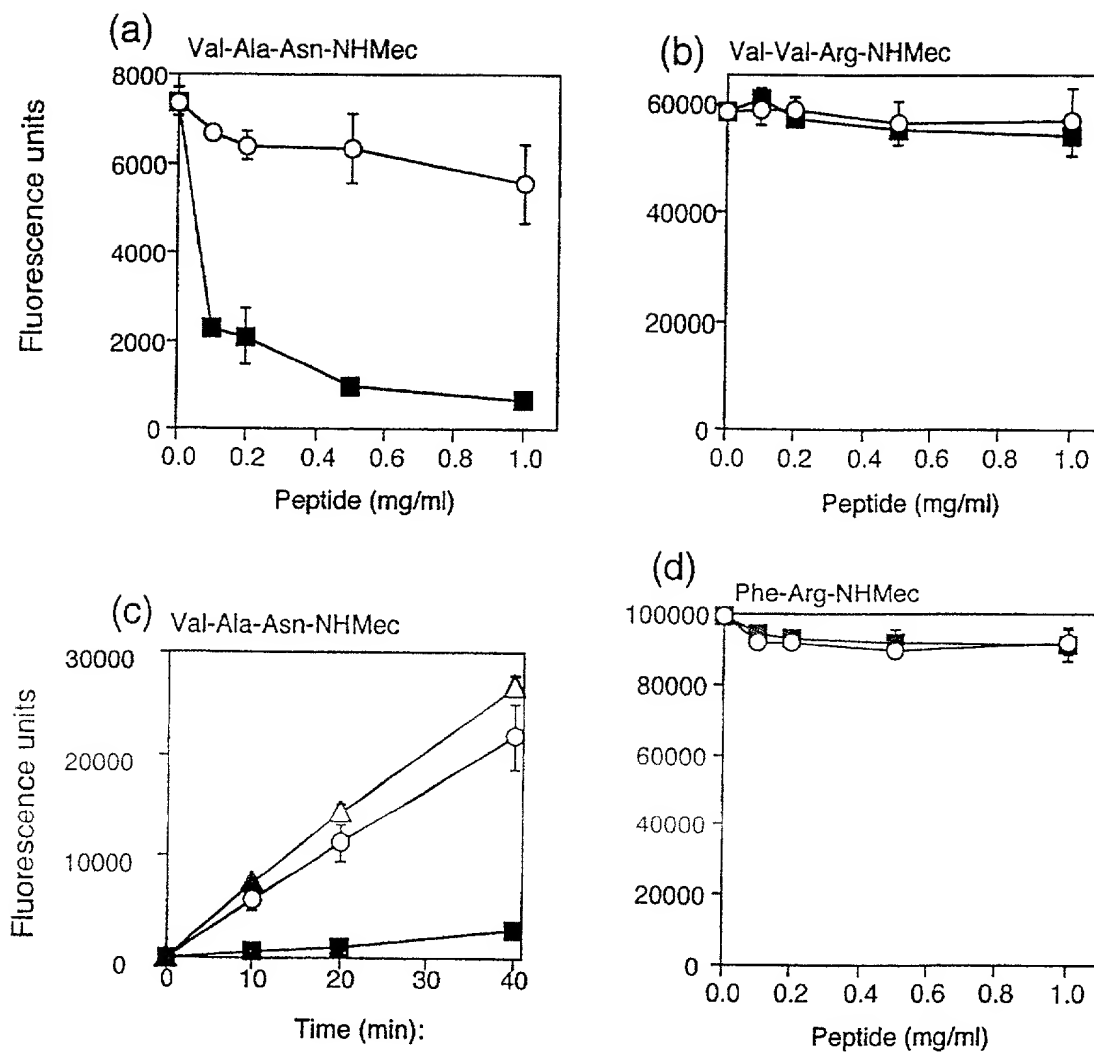 (a)
Val-Ala-Asn-NHMec
8000
6000
4000
2000
0
0.0 0.2 0.4 0.6 0.8 1.0
Peptide (mg/ml)
Fluorescence units
(b)
Val-Val-Arg-NHMec
60000
40000
20000
0
0.0 0.2 0.4 0.6 0.8 1.0
Peptide (mg/ml)
(c)
Val-Ala-Asn-NHMec
30000
20000
10000
0
0 10 20 30 40
Time (min):
Fluorescence units
(d)
Phe-Arg-NHMec
100000
80000
60000
40000
20000
0
0.0 0.2 0.4 0.6 0.8 1.0
Peptide (mg/ml)